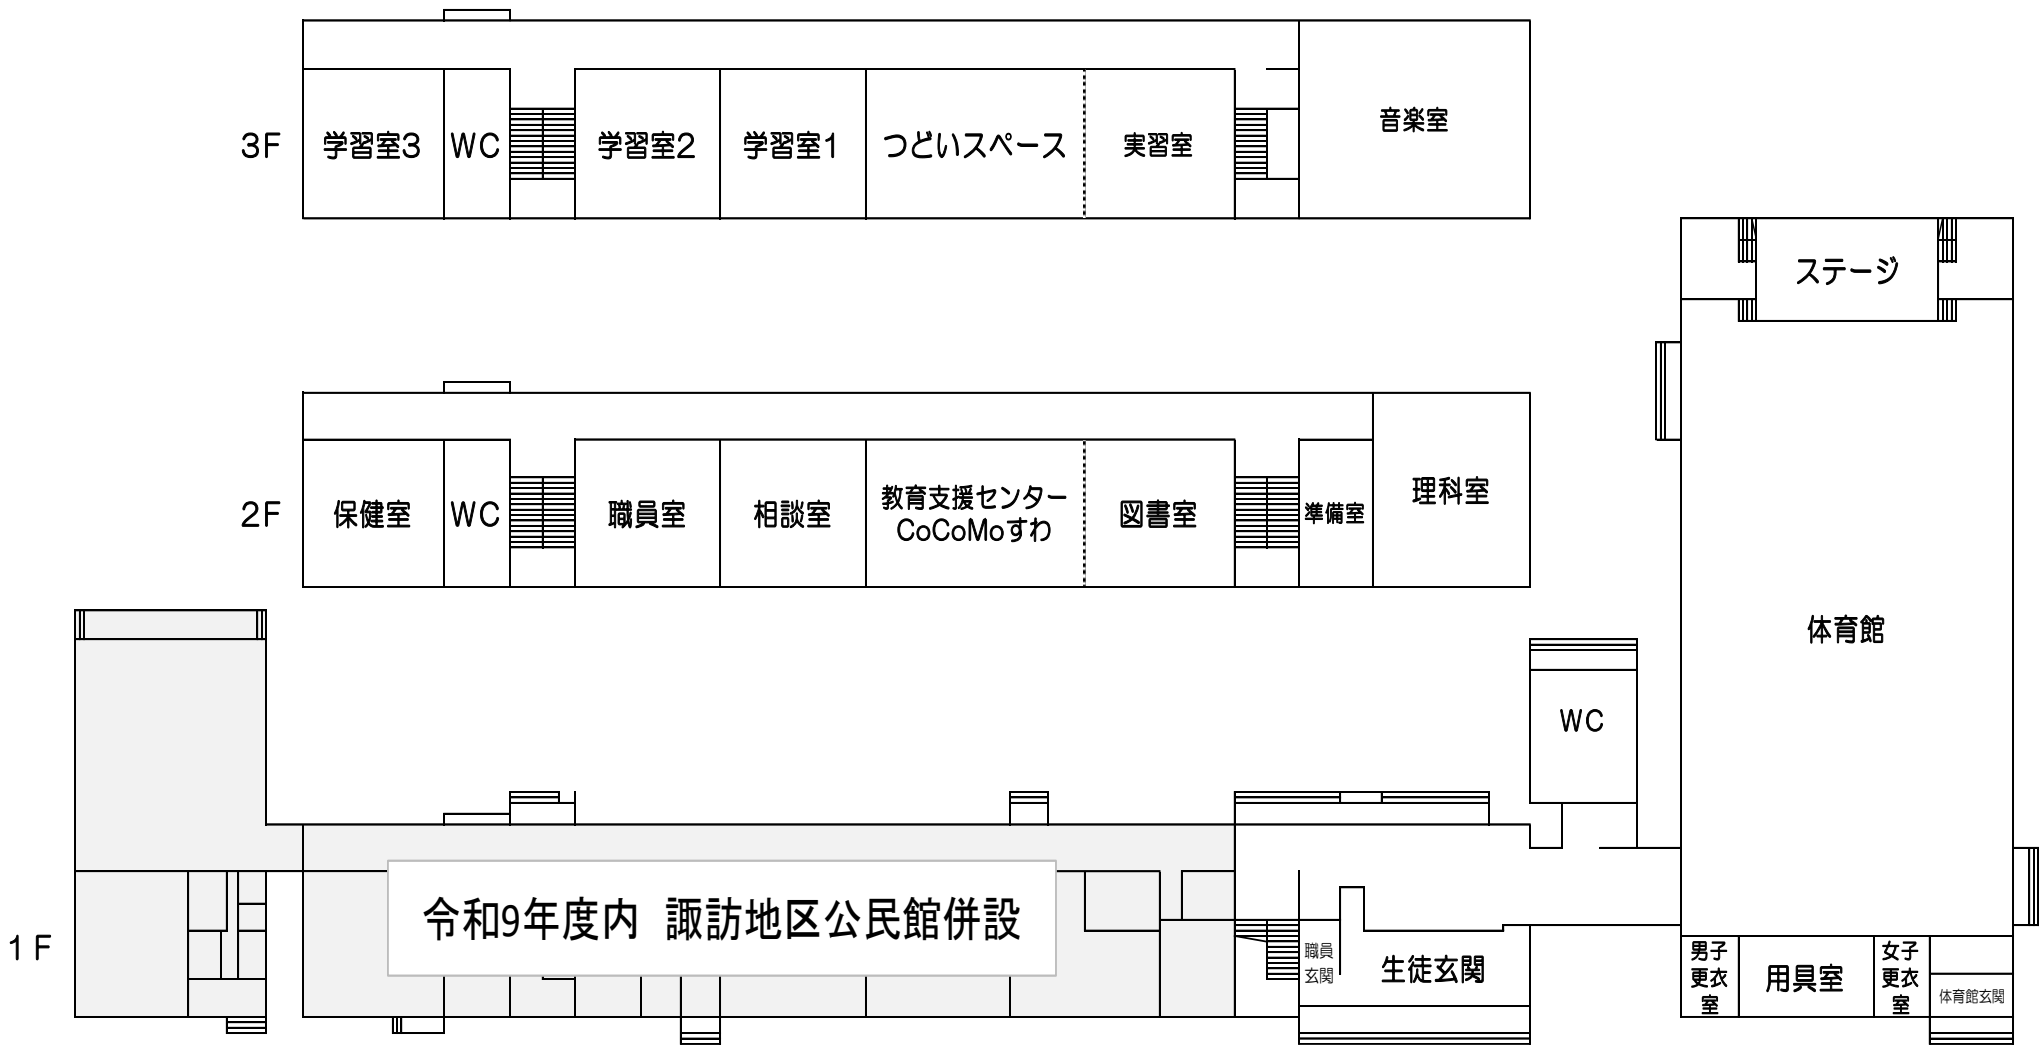 3F
学習室3
WC
学習室2
学習室1
つどいスペース
実習室
音楽室
2F
保健室
WC
職員室
相談室
教育支援センター
CoCoMoすわ
図書室
準備室
理科室
ステージ
体育館
WC
1F
令和9年度内 諏訪地区公民館併設
職員
玄関
生徒玄関
男子
更衣
室
用具室
女子
更衣
室
体育館玄関